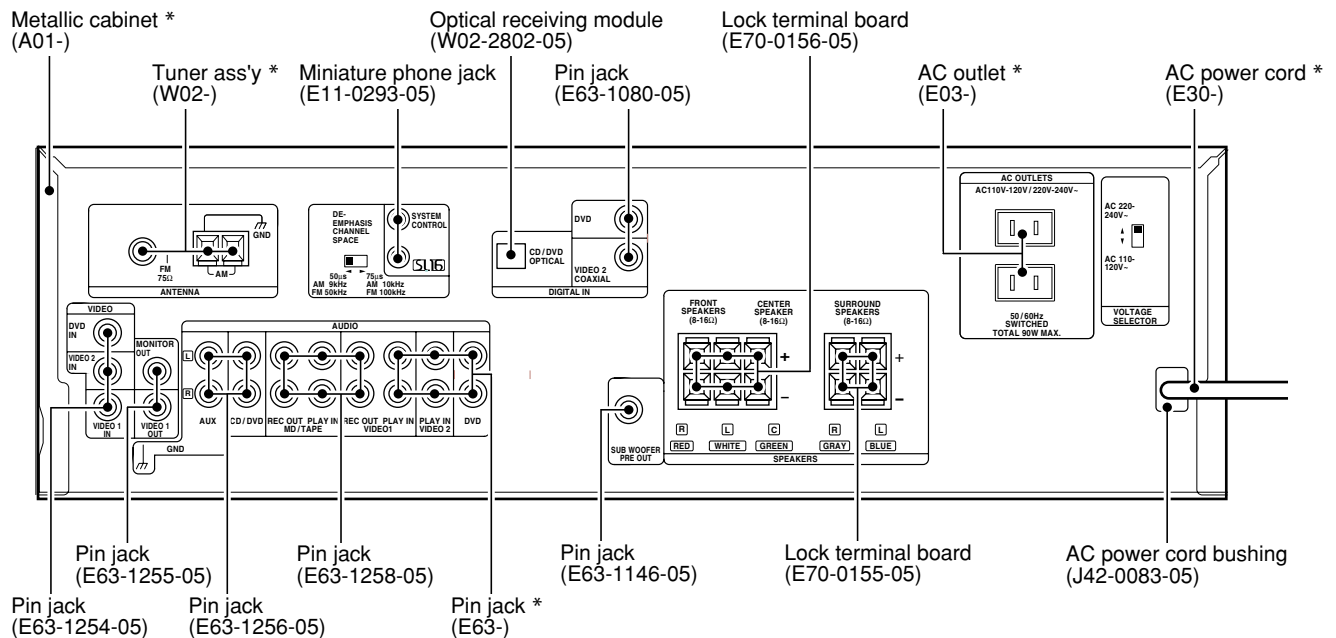 Metallic cabinet *
(A01-)
Optical receiving module
(W02-2802-05)
Lock terminal board
(E70-0156-05)
Tuner ass'y *
(W02-)
Miniature phone jack
(E11-0293-05)
Pin jack
(E63-1080-05)
AC outlet *
(E03-)
AC power cord *
(E30-)
GND
FM
75Ω
AM
ANTENNA
DE-
EMPHASIS
CHANNEL
SPACE
50µs 75µs
AM 9kHz AM 10kHz
FM 50kHz FM 100kHz
SYSTEM
CONTROL
SL16
DVD
CD/DVD
OPTICAL
VIDEO 2
COAXIAL
DIGITAL IN
AC OUTLETS
AC110V-120V/220V-240V~
50/60Hz
SWITCHED
TOTAL 90W MAX.
AC 220-
240V~
AC 110-
120V~
VOLTAGE
SELECTOR
VIDEO
DVD
IN
VIDEO 2
IN
MONITOR
OUT
VIDEO 1
IN
VIDEO 1
OUT
GND
AUDIO
L
R
AUX CD/DVD REC OUT PLAY IN REC OUT PLAY IN PLAY IN DVD
MD/TAPE VIDEO1 VIDEO 2
SUB WOOFER
PRE OUT
FRONT
SPEAKERS
(8-16Ω)
CENTER
SPEAKER
(8-16Ω)
SURROUND
SPEAKERS
(8-16Ω)
+ +
– –
R L C R L
RED WHITE GREEN GRAY BLUE
SPEAKERS
Pin jack
(E63-1255-05)
Pin jack
(E63-1258-05)
Pin jack
(E63-1146-05)
Lock terminal board
(E70-0155-05)
AC power cord bushing
(J42-0083-05)
Pin jack
(E63-1254-05)
Pin jack
(E63-1256-05)
Pin jack *
(E63-)